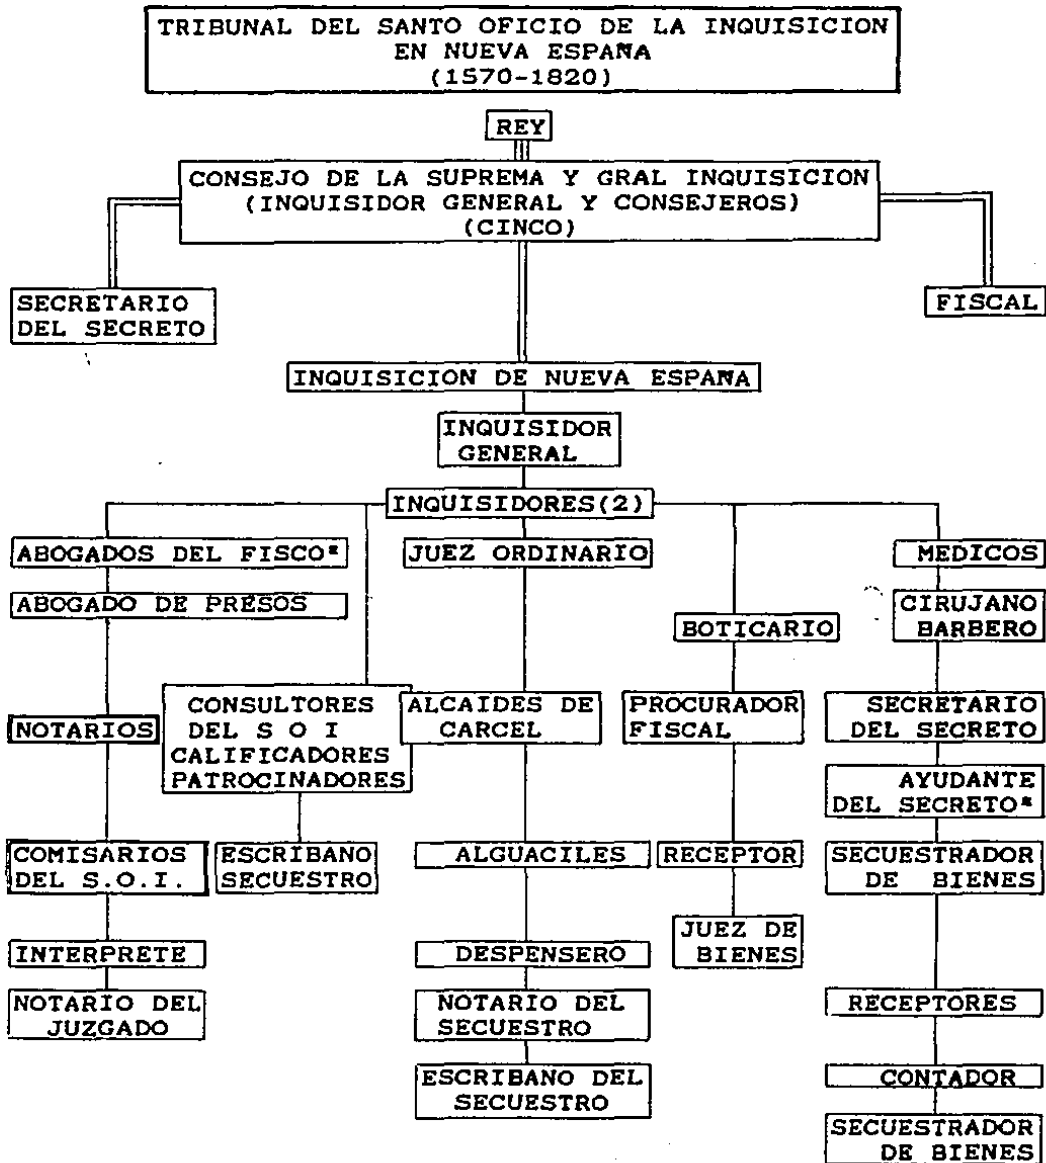 TRIBUNAL DEL SANTO OFICIO DE LA INQUISICION
EN NUEVA ESPAÑA
(1570-1820)
REY
CONSEJO DE LA SUPREMA Y GRAL INQUISICION
(INQUISIDOR GENERAL Y CONSEJEROS)
(CINCO)
SECRETARIO
DEL SECRETO
FISCAL
INQUISICION DE NUEVA ESPAÑA
INQUISIDOR
GENERAL
INQUISIDORES(2)
ABOGADOS DEL FISCO*
ABOGADO DE PRESOS
NOTARIOS
COMISARIOS
DEL S.O.I.
INTERPRETE
NOTARIO DEL
JUZGADO
CONSULTORES
DEL S O I
CALIFICADORES
PATROCINADORES
ESCRIBANO
SECUESTRO
JUEZ ORDINARIO
ALCAIDES DE
CARCEL
ALGUACILES
DESPENSERO
NOTARIO DEL
SECUESTRO
ESCRIBANO DEL
SECUESTRO
BOTICARIO
PROCURADOR
FISCAL
RECEPTOR
JUEZ DE
BIENES
MEDICOS
CIRUJANO
BARBERO
SECRETARIO
DEL SECRETO
AYUDANTE
DEL SECRETO*
SECUESTRADOR
DE BIENES
RECEPTORES
CONTADOR
SECUESTRADOR
DE BIENES